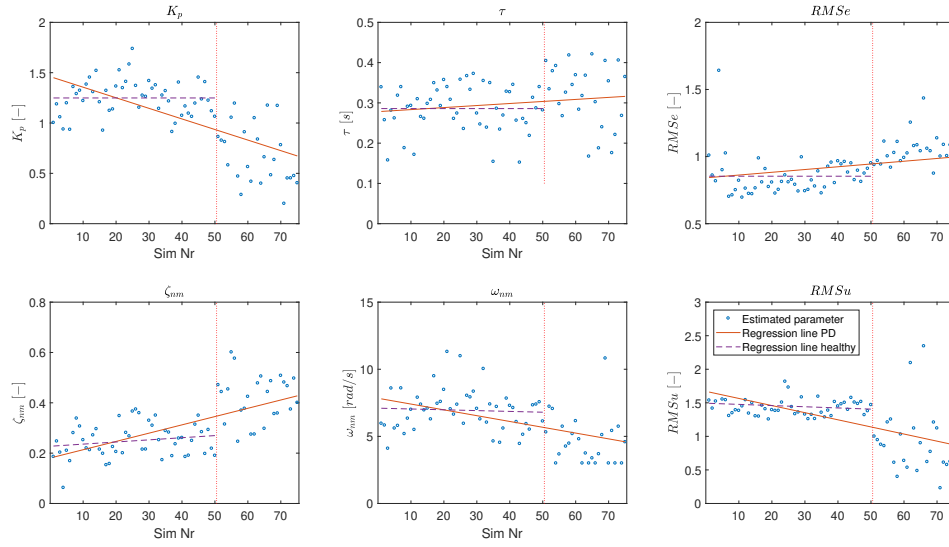 K_p
2
1.5
1
0.5
0
K_p [−]
10 20 30 40 50 60 70
Sim Nr
τ
0.5
0.4
0.3
0.2
0.1
0
τ [s]
10 20 30 40 50 60 70
Sim Nr
RMSe
2
1.5
1
0.5
RMSe [−]
10 20 30 40 50 60 70
Sim Nr
ζ_nm
0.8
0.6
0.4
0.2
0
ζ_nm [−]
10 20 30 40 50 60 70
Sim Nr
ω_nm
15
10
5
0
ω_nm [rad/s]
10 20 30 40 50 60 70
Sim Nr
RMSu
3
2.5
2
1.5
1
0.5
0
RMSu [−]
Estimated parameter
Regression line PD
Regression line healthy
10 20 30 40 50 60 70
Sim Nr